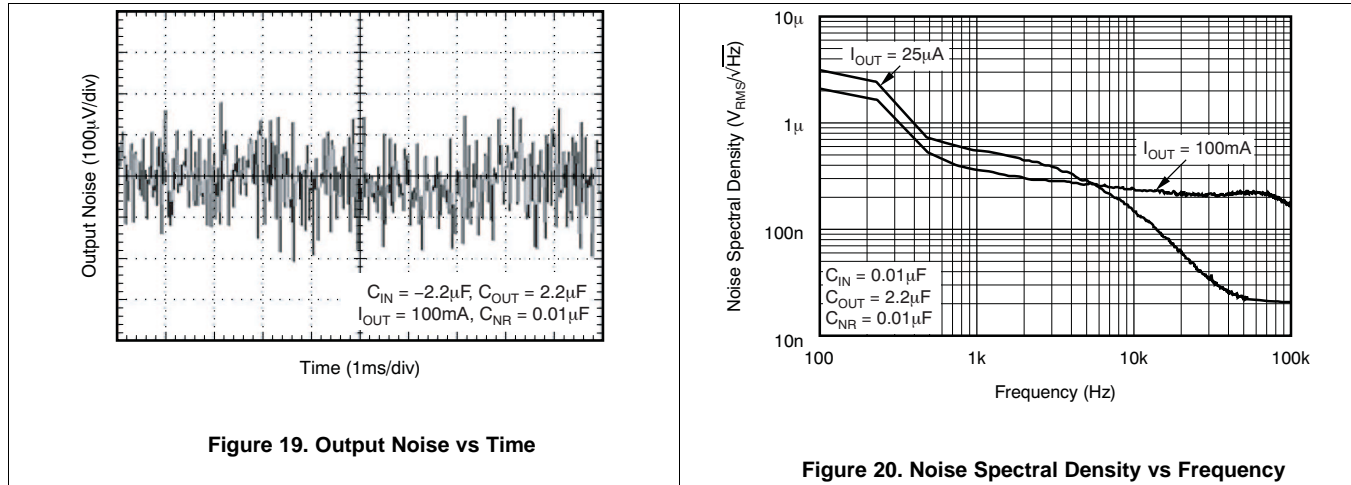 Output Noise (100μV/div)
C_IN = −2.2μF, C_OUT = 2.2μF
I_OUT = 100mA, C_NR = 0.01μF
Time (1ms/div)
Figure 19. Output Noise vs Time
Noise Spectral Density (V_RMS/√Hz)
10μ
1μ
100n
10n
I_OUT = 25μA
I_OUT = 100mA
C_IN = 0.01μF
C_OUT = 2.2μF
C_NR = 0.01μF
100
1k
10k
100k
Frequency (Hz)
Figure 20. Noise Spectral Density vs Frequency